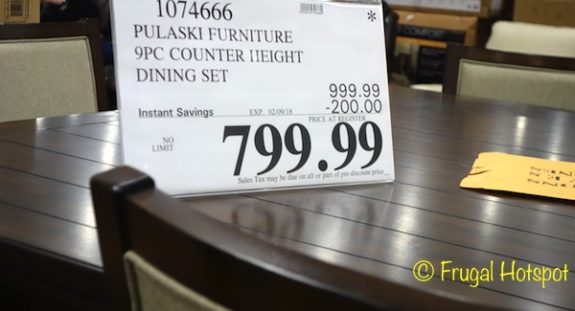 1074666
*
PULASKI FURNITURE
9PC COUNTER HEIGHT
DINING SET
999.99
Instant Savings EXP. 02/09/18 -200.00
PRICE AT REGISTER
NO
LIMIT
799.99
Sales Tax may be due on all or part of pre-discount price
© Frugal Hotspot